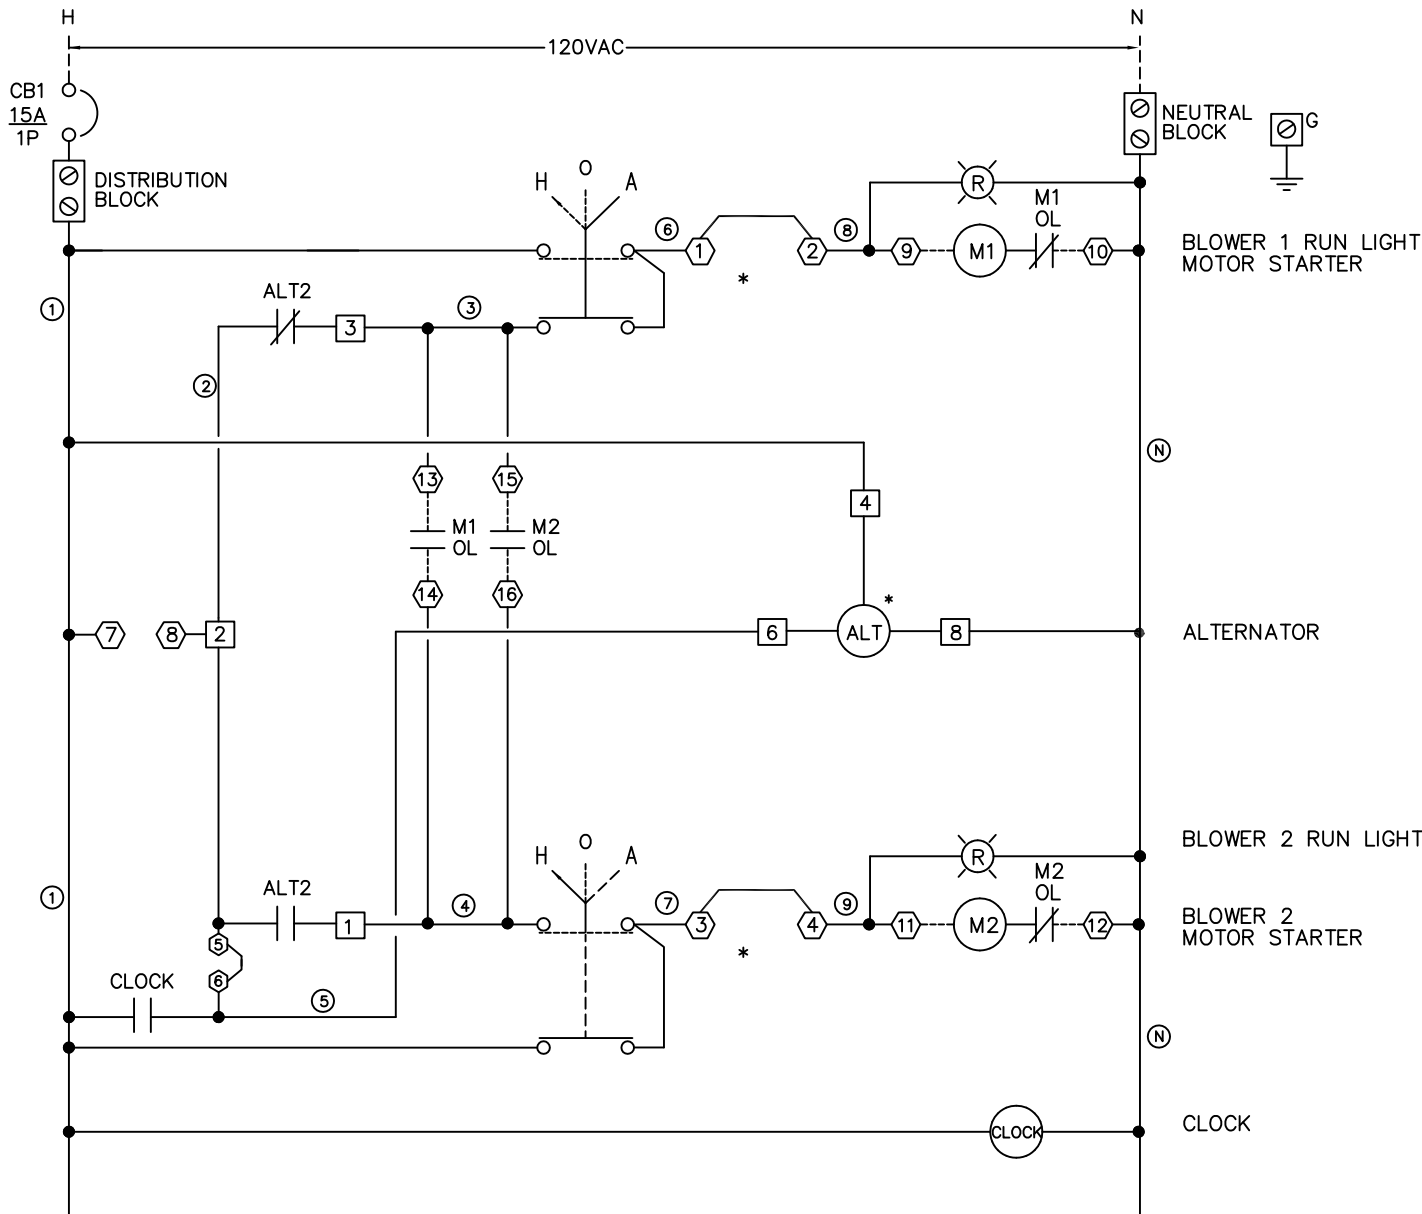 H
N
120VAC
CB1
15A
1P
DISTRIBUTION
BLOCK
NEUTRAL
BLOCK
G
H O A
R
M1
OL
6
1
2
8
9
M1
10
BLOWER 1 RUN LIGHT
MOTOR STARTER
*
1
ALT2
3
3
2
N
13
15
4
M1
OL
M2
OL
14
16
*
7
8
2
6
ALT
8
ALTERNATOR
H O A
R
BLOWER 2 RUN LIGHT
M2
OL
1
ALT2
1
4
7
3
4
9
11
M2
12
BLOWER 2
MOTOR STARTER
*
5
6
CLOCK
5
N
CLOCK
CLOCK